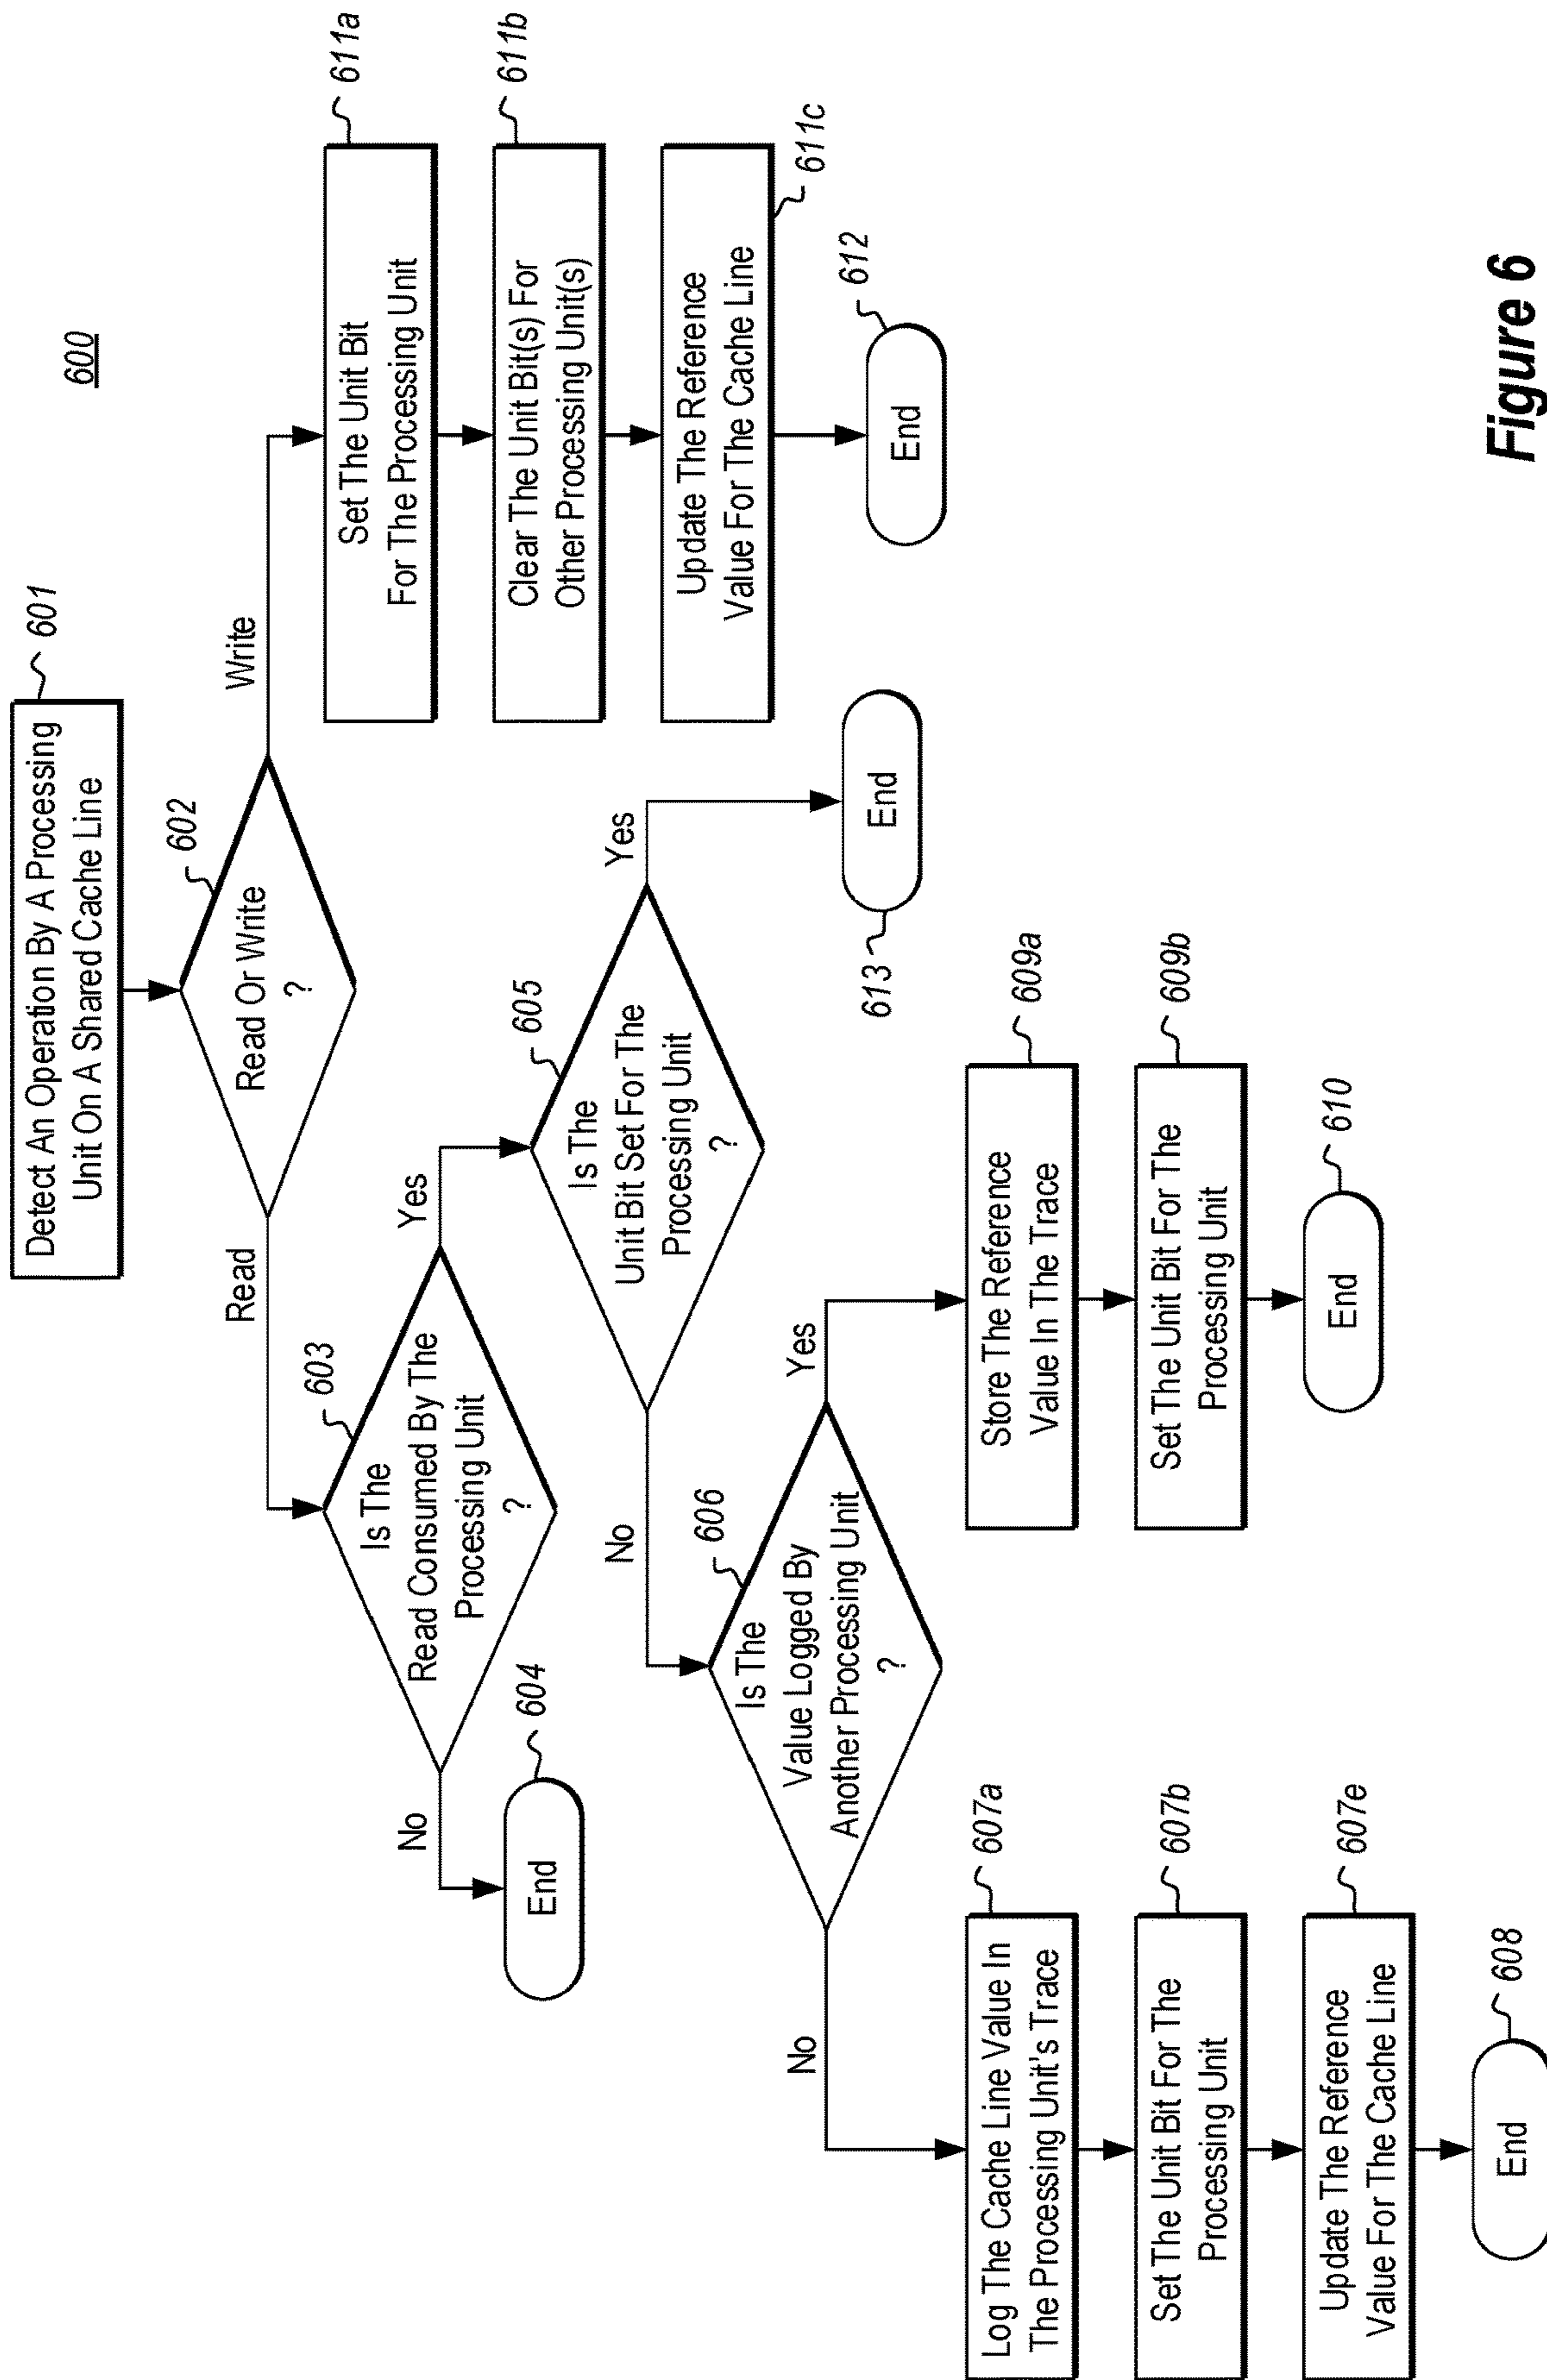 600
Detect An Operation By A Processing
Unit On A Shared Cache Line
601
Read Or Write
?
602
Read
Write
Is The
Read Consumed By The
Processing Unit
?
603
No
Yes
End
604
Is The
Unit Bit Set For The
Processing Unit
?
605
No
Yes
End
613
Is The
Value Logged By
Another Processing Unit
?
606
No
Yes
Log The Cache Line Value In
The Processing Unit's Trace
607a
Set The Unit Bit For The
Processing Unit
607b
Update The Reference
Value For The Cache Line
607e
End
608
Store The Reference
Value In The Trace
609a
Set The Unit Bit For The
Processing Unit
609b
End
610
Set The Unit Bit
For The Processing Unit
611a
Clear The Unit Bit(s) For
Other Processing Unit(s)
611b
Update The Reference
Value For The Cache Line
611c
End
612
Figure 6